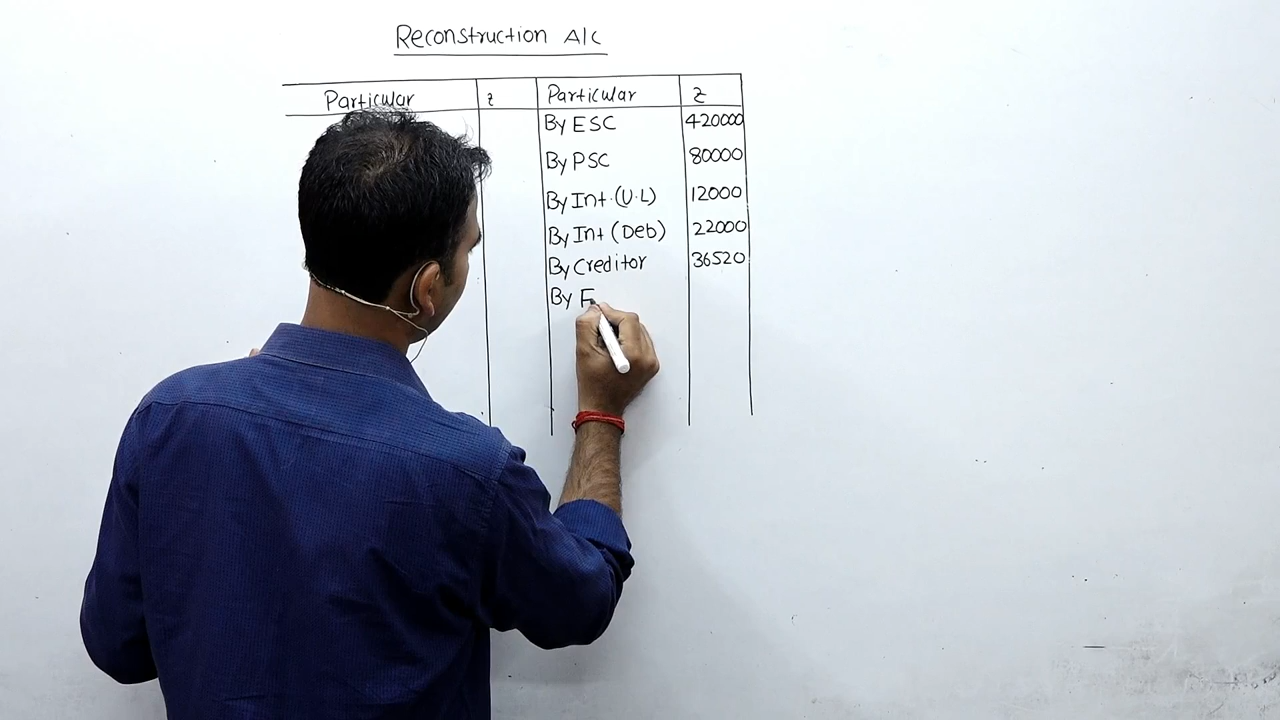 Reconstruction A/c
Particular ₹ Particular ₹
By ESC 420000
By PSC 80000
By Int. (U.L) 12000
By Int (Deb) 22000
By Creditor 36520
By F